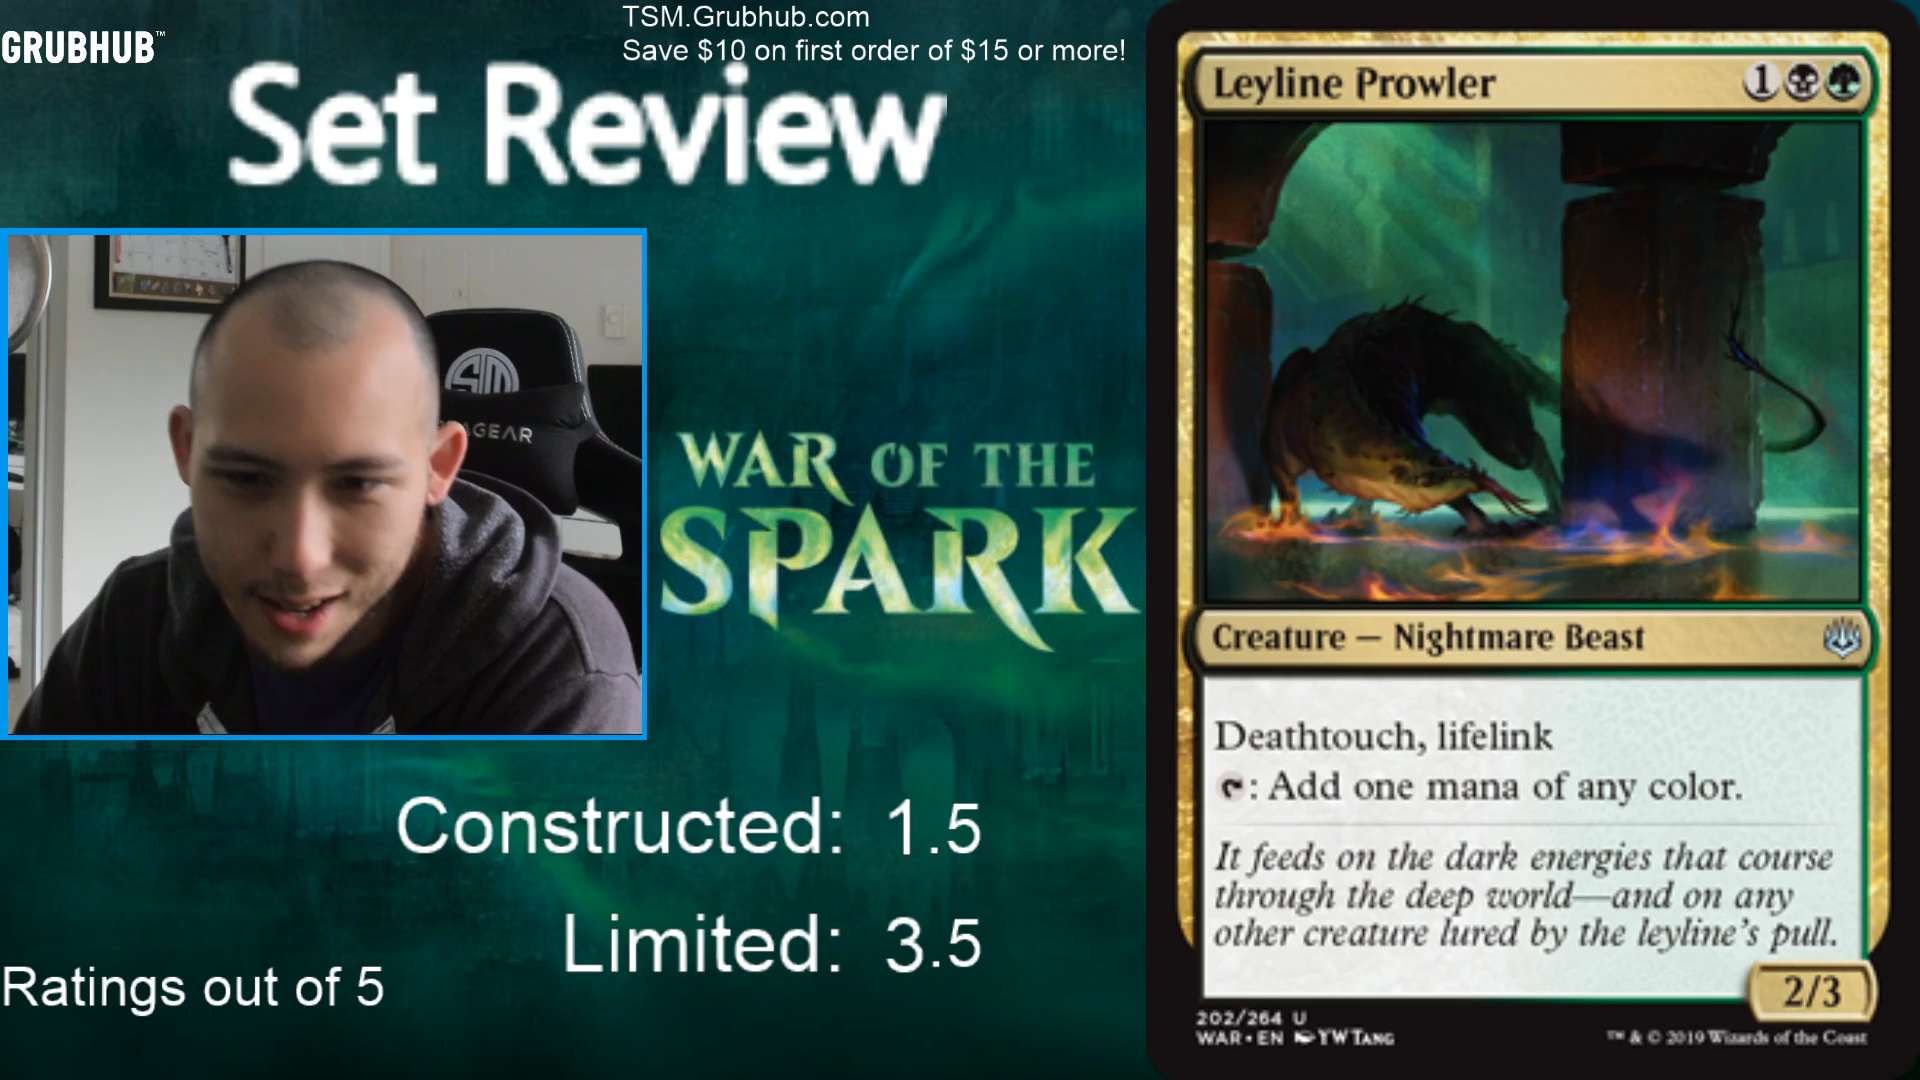 GRUBHUB™
TSM.Grubhub.com
Save $10 on first order of $15 or more!
Set Review
WAR OF THE
SPARK
Constructed: 1.5
Limited: 3.5
Ratings out of 5
Leyline Prowler 1
Creature — Nightmare Beast
Deathtouch, lifelink
: Add one mana of any color.
It feeds on the dark energies that course
through the deep world—and on any
other creature lured by the leyline's pull.
2/3
202/264 U
WAR • EN YW TANG
™ & © 2019 Wizards of the Coast